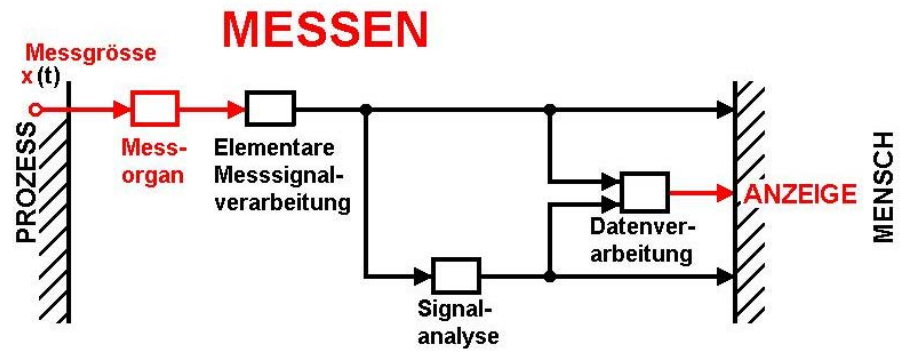 MESSEN
Messgrösse
x (t)
PROZESS
Mess-
organ
Elementare
Messsignal-
verarbeitung
Signal-
analyse
Datenver-
arbeitung
ANZEIGE
MENSCH